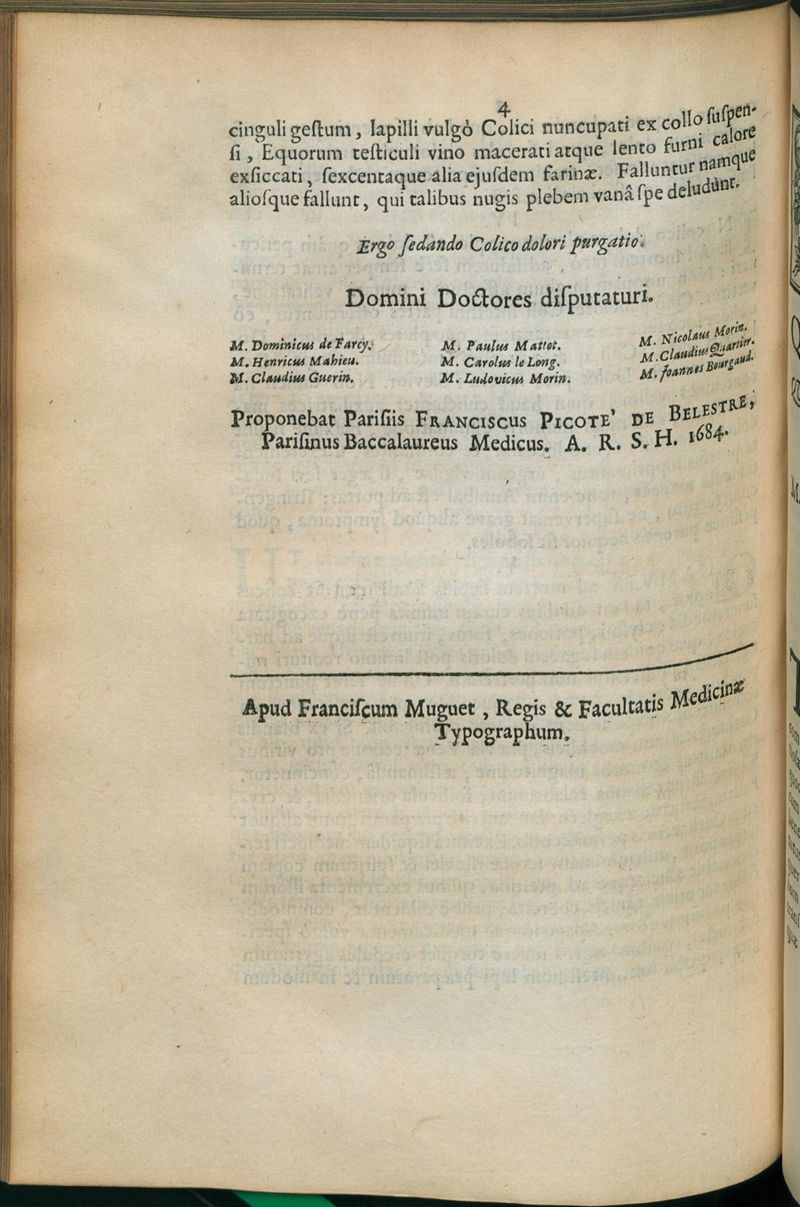 4
cinguli geſtum, lapilli vulgò Colici nuncupati ex collo ſuſpen-
ſi, Equorum teſticuli vino macerati atque lento furni calore
exſiccati, ſexcentaque alia ejuſdem farinæ. Falluntur namque
alioſque fallunt, qui talibus nugis plebem vanâ ſpe deludunt.
Ergo ſedando Colico dolori purgatio.
Domini Doctores diſputaturi.
M. Dominicus de Farcy. M. Paulus Mattot. M. Nicolaus Morin.
M. Henricus Mahieu. M. Carolus le Long. M. Claudius Quartier.
M. Claudius Guerin. M. Ludovicus Morin. M. Joannes Bourgaud.
Proponebat Pariſiis FRANCISCUS PICOTE' DE BELESTRE,
Pariſinus Baccalaureus Medicus. A. R. S. H. 1684.
Apud Franciſcum Muguet, Regis & Facultatis Medicinæ
Typographum.